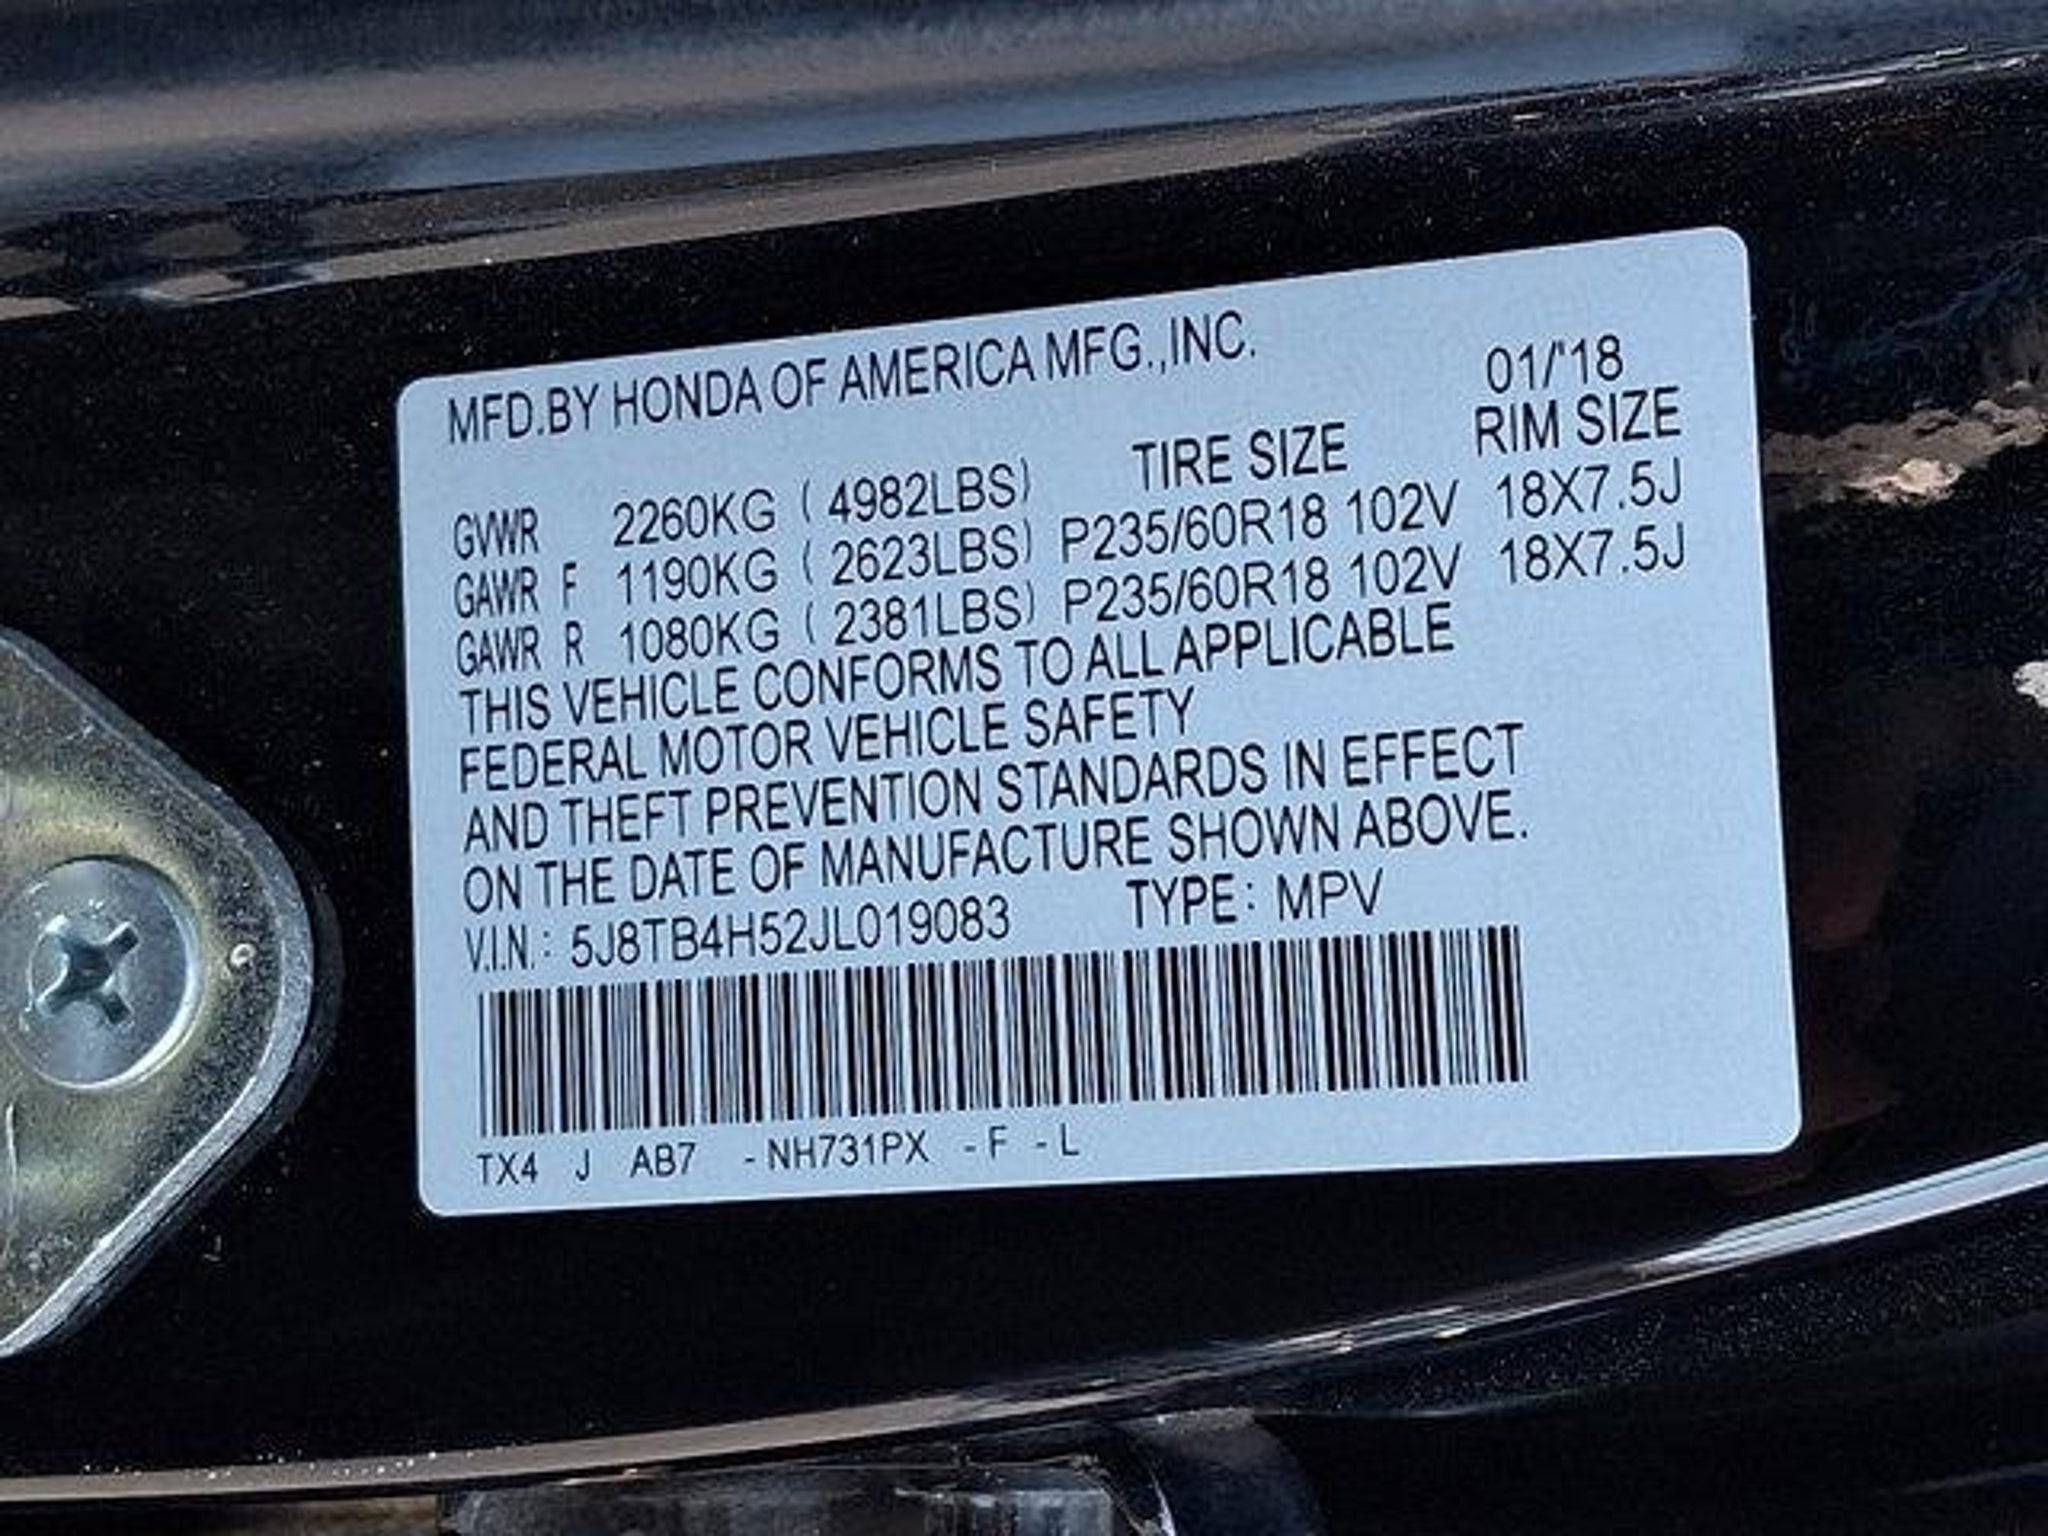 MFD.BY HONDA OF AMERICA MFG.,INC. 01/'18
TIRE SIZE RIM SIZE
GVWR 2260KG ( 4982LBS)
GAWR F 1190KG ( 2623LBS) P235/60R18 102V 18X7.5J
GAWR R 1080KG ( 2381LBS) P235/60R18 102V 18X7.5J
THIS VEHICLE CONFORMS TO ALL APPLICABLE
FEDERAL MOTOR VEHICLE SAFETY
AND THEFT PREVENTION STANDARDS IN EFFECT
ON THE DATE OF MANUFACTURE SHOWN ABOVE.
V.I.N.: 5J8TB4H52JL019083 TYPE: MPV
TX4 J AB7 -NH731PX -F -L